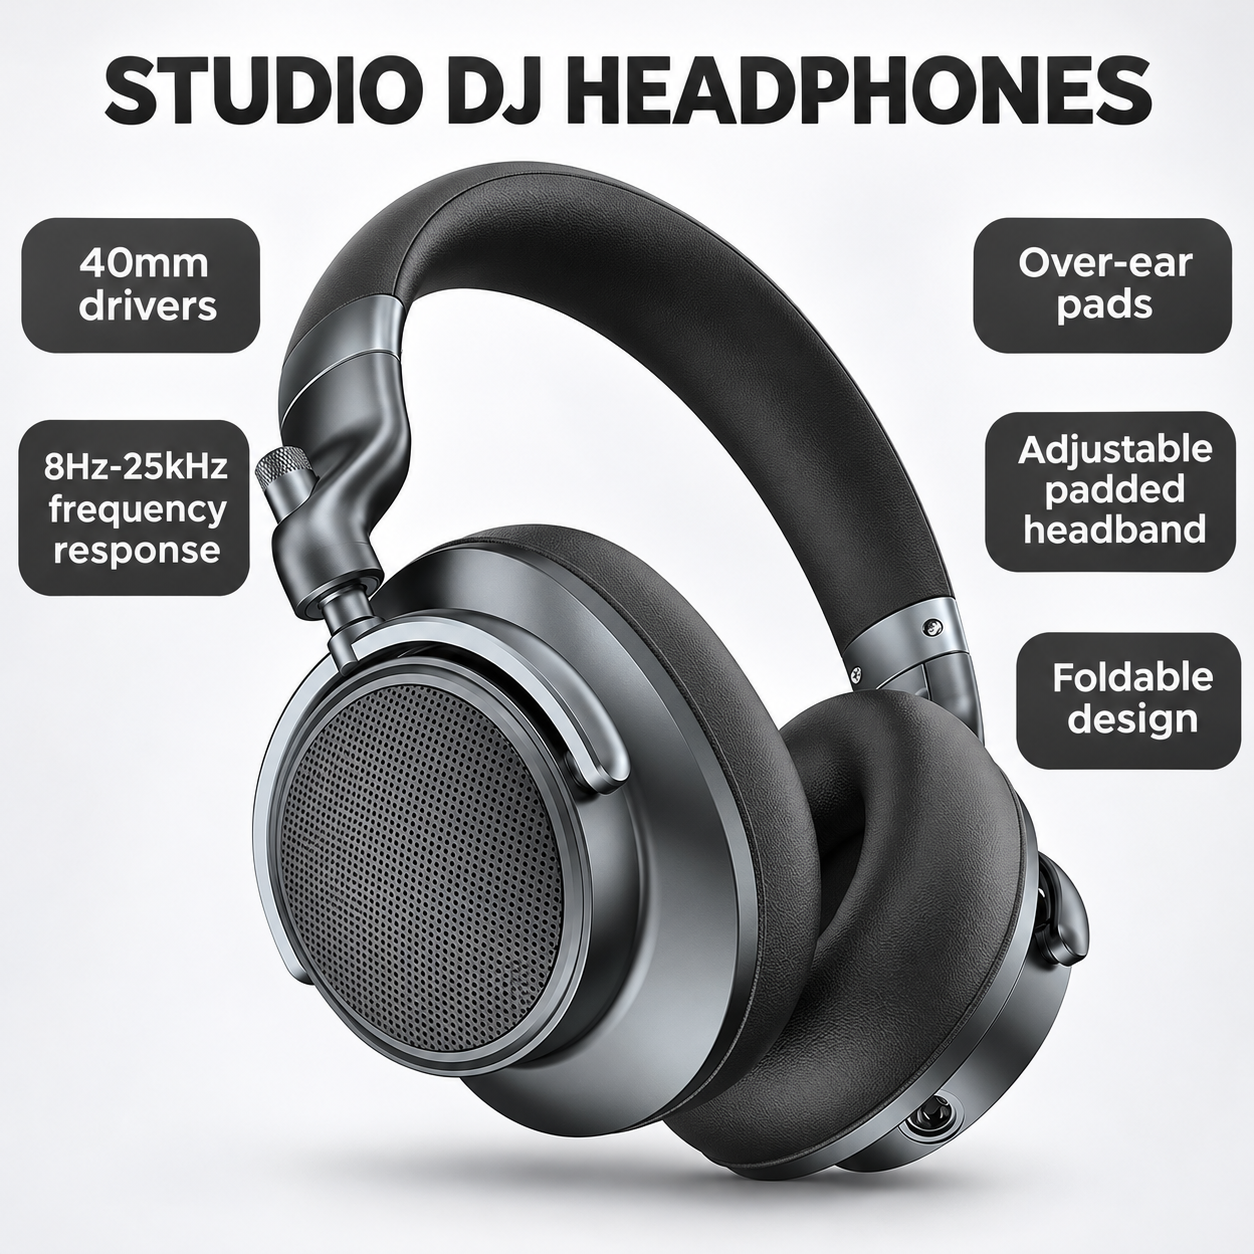 STUDIO DJ HEADPHONES
40mm
drivers
8Hz-25kHz
frequency
response
Over-ear
pads
Adjustable
padded
headband
Foldable
design